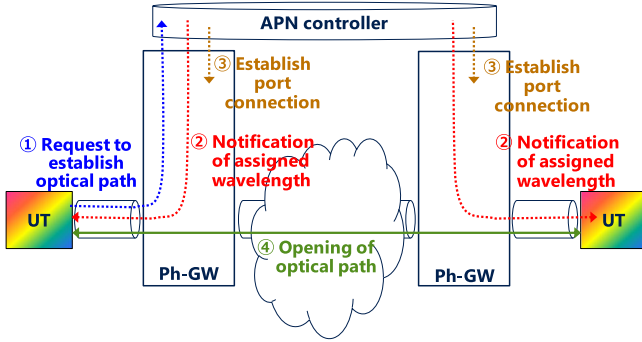 APN controller
③ Establish
port
connection
③ Establish
port
connection
① Request to
establish
optical path
② Notification
of assigned
wavelength
② Notification
of assigned
wavelength
UT
UT
④ Opening of
optical path
Ph-GW
Ph-GW